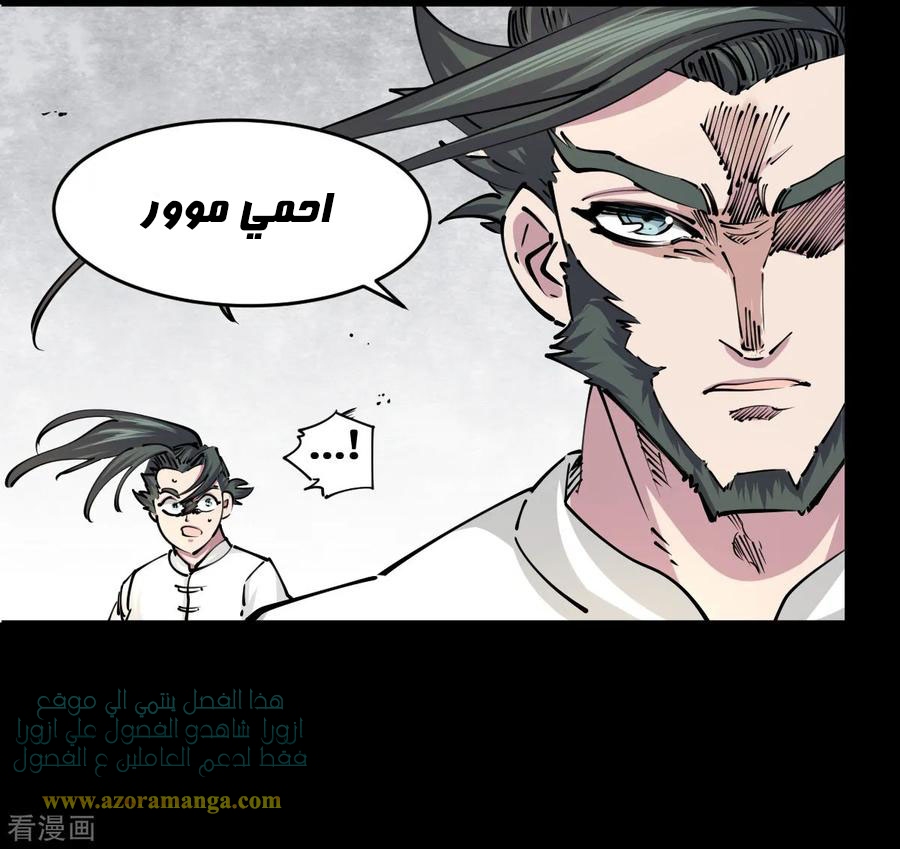 احمي موور
...!
هذا الفصل ينتمي الي موقع
ازورا شاهدو الفصول علي ازورا
فقط لدعم العاملين ع الفصول
www.azoramanga.com
看漫画